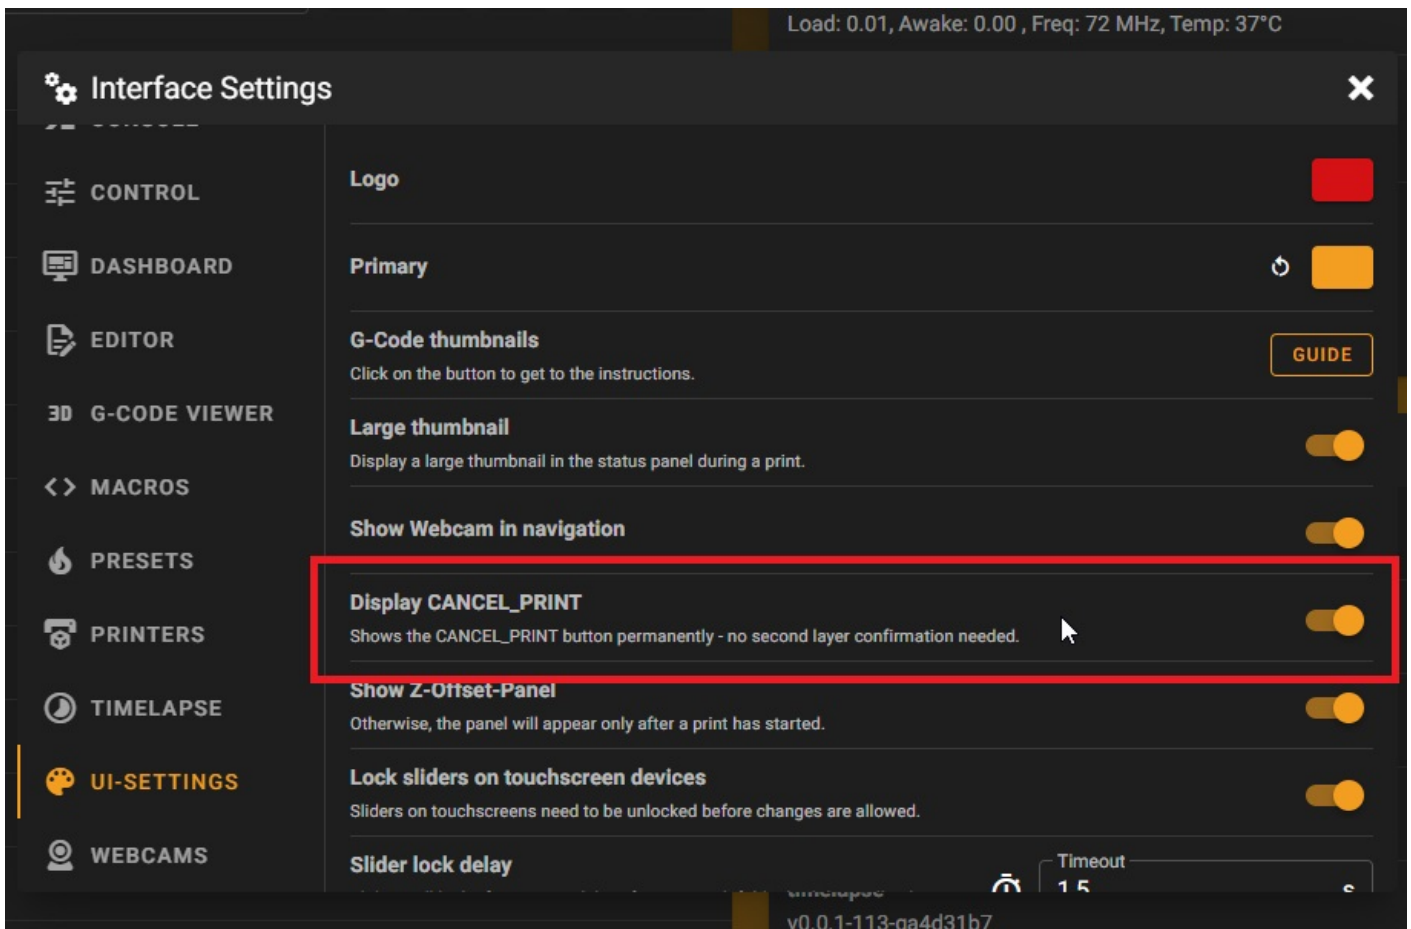 Load: 0.01, Awake: 0.00 , Freq: 72 MHz, Temp: 37°C
Interface Settings
CONSOLE
CONTROL
DASHBOARD
EDITOR
3D G-CODE VIEWER
MACROS
PRESETS
PRINTERS
TIMELAPSE
UI-SETTINGS
WEBCAMS
Logo
Primary
G-Code thumbnails
Click on the button to get to the instructions.
GUIDE
Large thumbnail
Display a large thumbnail in the status panel during a print.
Show Webcam in navigation
Display CANCEL_PRINT
Shows the CANCEL_PRINT button permanently - no second layer confirmation needed.
Show Z-Offset-Panel
Otherwise, the panel will appear only after a print has started.
Lock sliders on touchscreen devices
Sliders on touchscreens need to be unlocked before changes are allowed.
Slider lock delay
Timeout
1.5 s
timelapse
v0.0.1-113-ga4d31b7